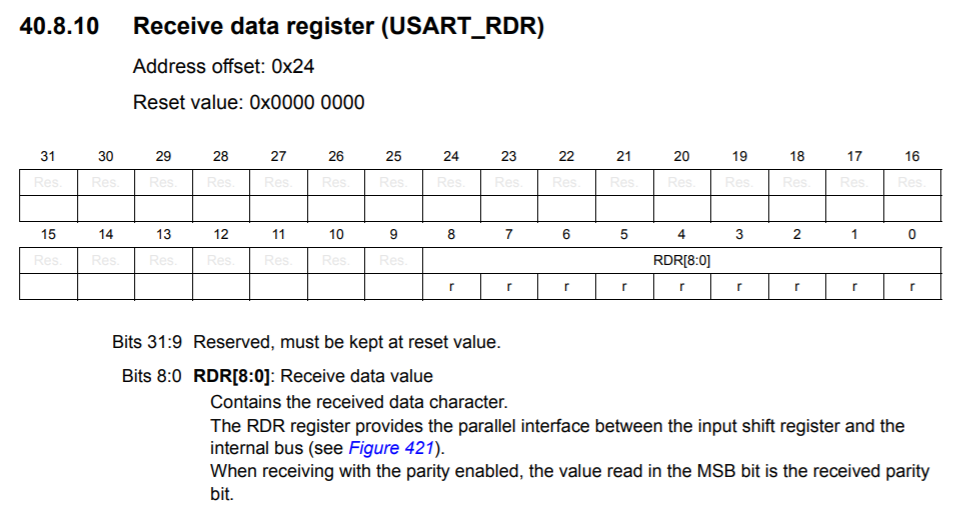 40.8.10 Receive data register (USART_RDR)
Address offset: 0x24
Reset value: 0x0000 0000
31 30 29 28 27 26 25 24 23 22 21 20 19 18 17 16
Res. Res. Res. Res. Res. Res. Res. Res. Res. Res. Res. Res. Res. Res. Res. Res.
15 14 13 12 11 10 9 8 7 6 5 4 3 2 1 0
Res. Res. Res. Res. Res. Res. Res. RDR[8:0]
r r r r r r r r r
Bits 31:9 Reserved, must be kept at reset value.
Bits 8:0 RDR[8:0]: Receive data value
Contains the received data character.
The RDR register provides the parallel interface between the input shift register and the
internal bus (see Figure 421).
When receiving with the parity enabled, the value read in the MSB bit is the received parity
bit.